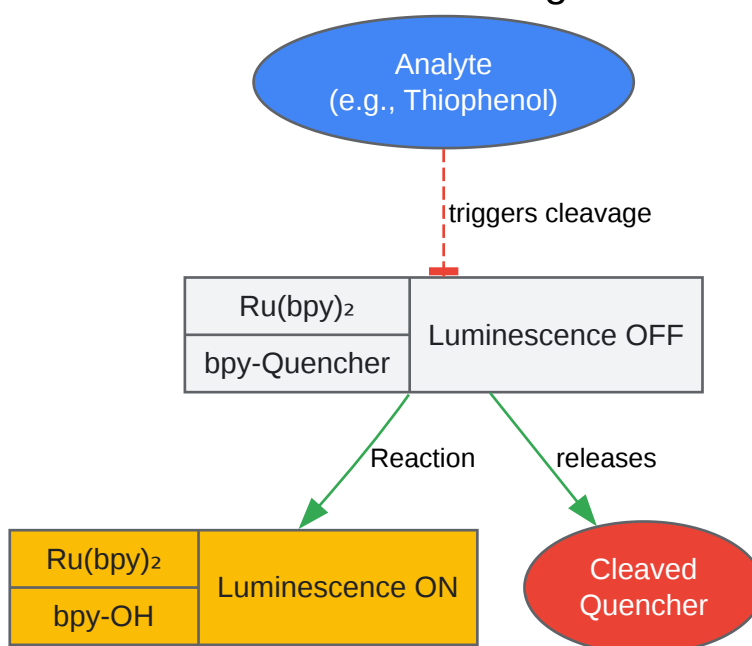 Analyte
(e.g., Thiophenol)
triggers cleavage
Ru(bpy)₂
bpy-Quencher
Luminescence OFF
Reaction
releases
Ru(bpy)₂
bpy-OH
Luminescence ON
Cleaved
Quencher